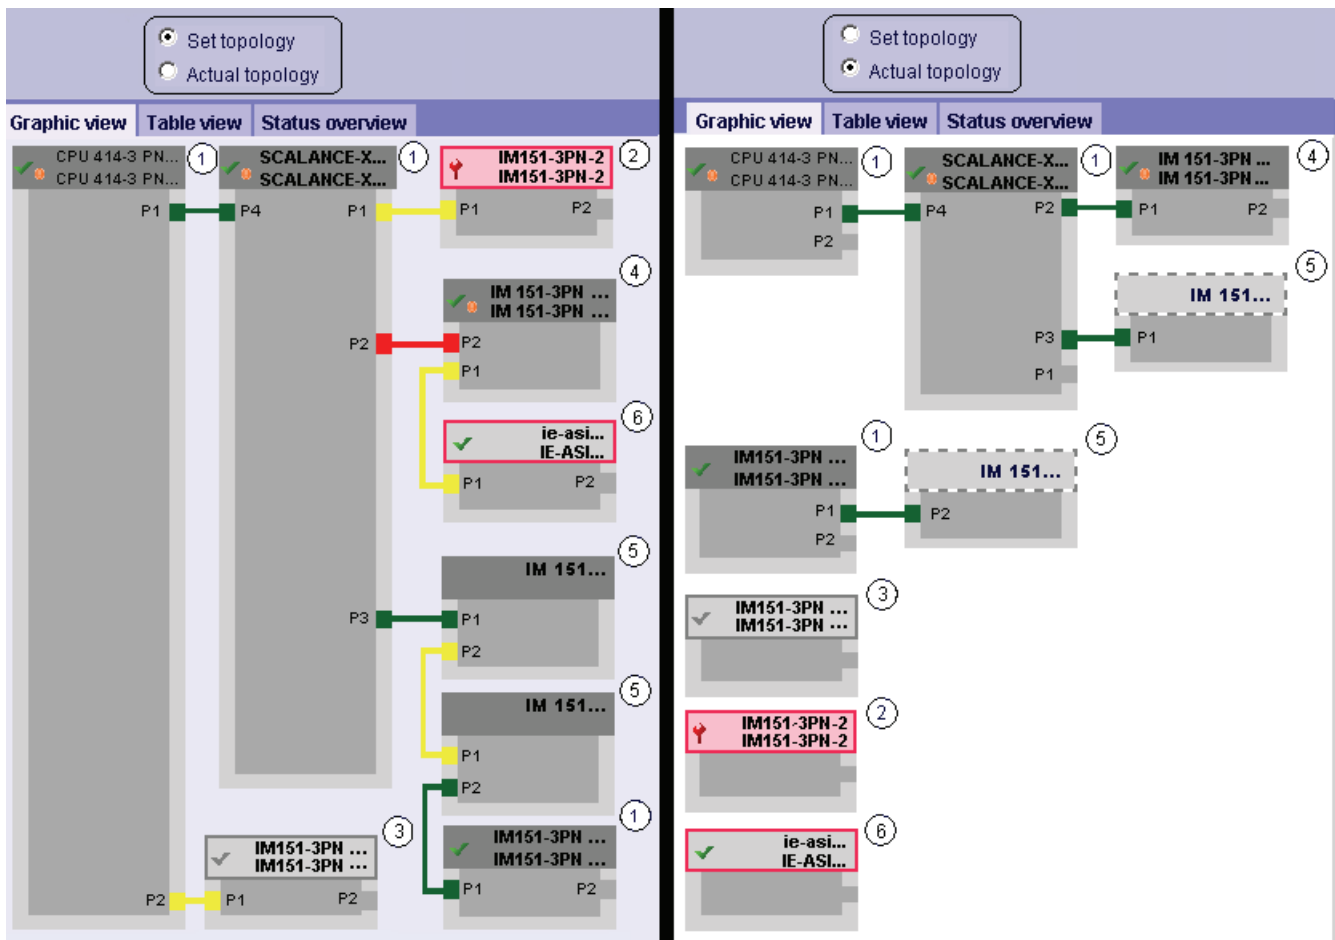 Set topology
Actual topology
Graphic view
Table view
Status overview
CPU 414-3 PN...
CPU 414-3 PN...
1
SCALANCE-X...
SCALANCE-X...
1
IM151-3PN-2
IM151-3PN-2
2
P1
P4
P1
P1
P2
4
IM 151-3PN ...
IM 151-3PN ...
P2
P2
P1
6
ie-asi...
IE-ASI...
P1
P2
5
IM 151...
P3
P1
P2
5
IM 151...
P1
P2
1
IM151-3PN ...
IM151-3PN ...
P1
P2
3
IM151-3PN ...
IM151-3PN ...
P2
P1
P2
Set topology
Actual topology
Graphic view
Table view
Status overview
CPU 414-3 PN...
CPU 414-3 PN...
1
SCALANCE-X...
SCALANCE-X...
1
IM 151-3PN ...
IM 151-3PN ...
4
P1
P2
P4
P2
P1
P2
5
IM 151...
P3
P1
P1
1
IM151-3PN ...
IM151-3PN ...
P1
P2
5
IM 151...
P2
3
IM151-3PN ...
IM151-3PN ...
2
IM151-3PN-2
IM151-3PN-2
6
ie-asi...
IE-ASI...